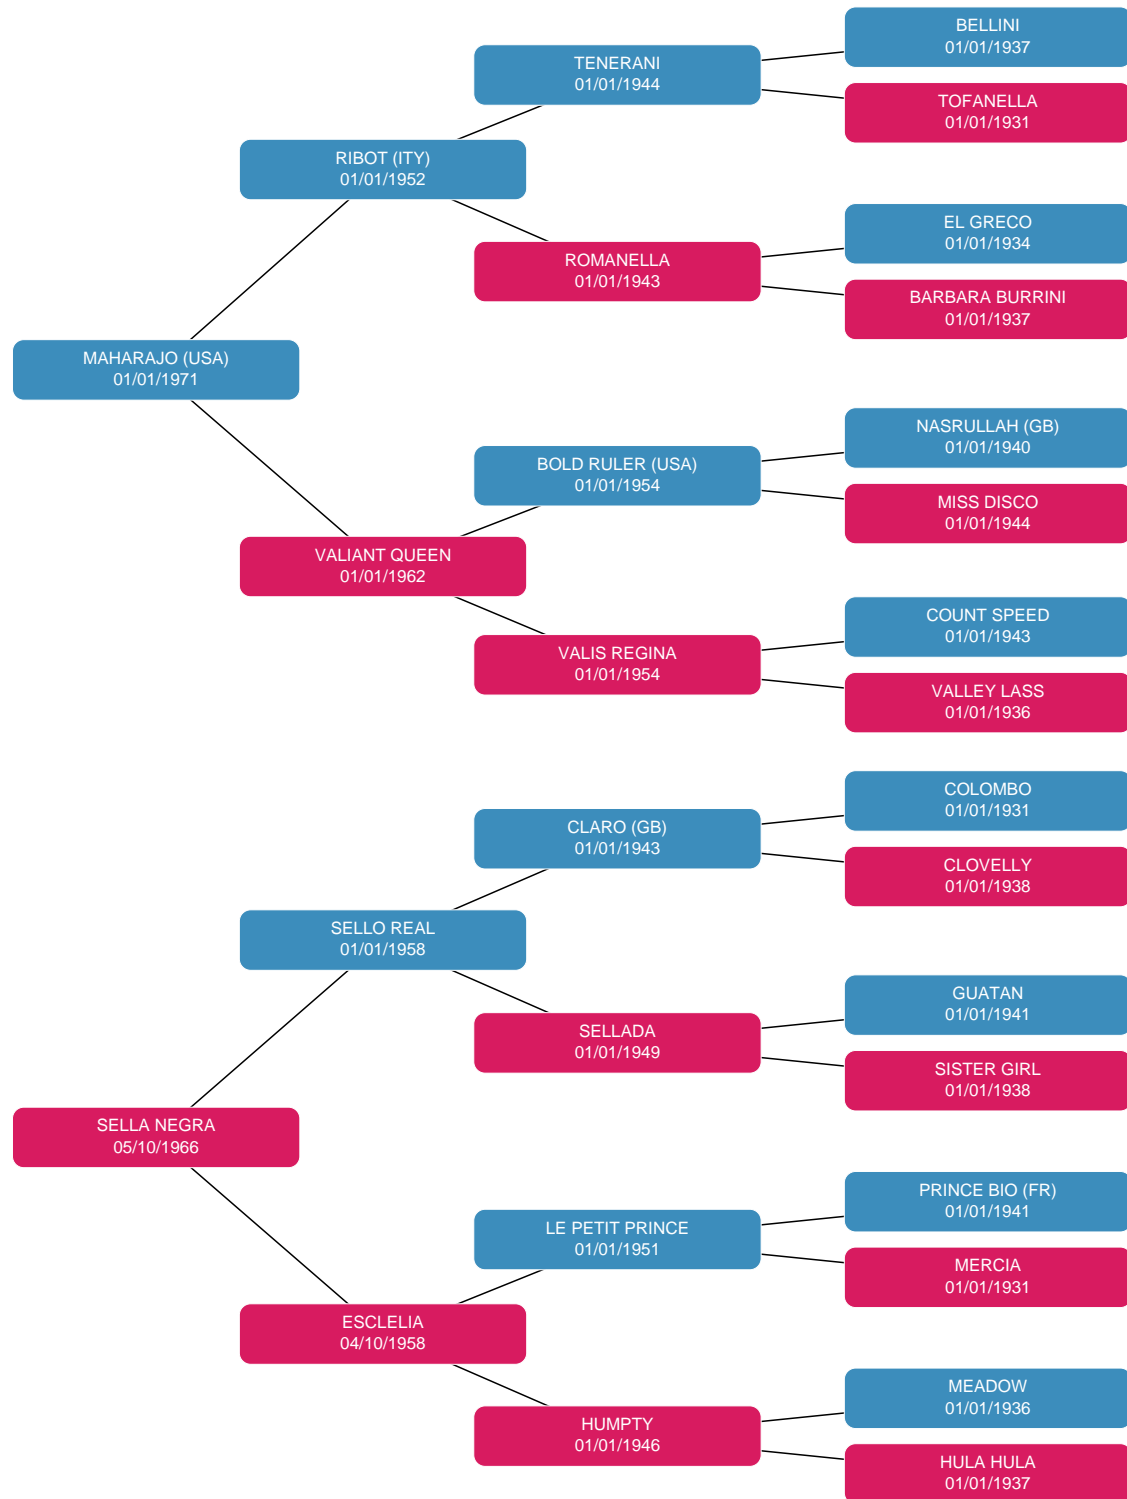 BELLINI
01/01/1937
TENERANI
01/01/1944
TOFANELLA
01/01/1931
RIBOT (ITY)
01/01/1952
EL GRECO
01/01/1934
ROMANELLA
01/01/1943
BARBARA BURRINI
01/01/1937
MAHARAJO (USA)
01/01/1971
NASRULLAH (GB)
01/01/1940
BOLD RULER (USA)
01/01/1954
MISS DISCO
01/01/1944
VALIANT QUEEN
01/01/1962
COUNT SPEED
01/01/1943
VALIS REGINA
01/01/1954
VALLEY LASS
01/01/1936
COLOMBO
01/01/1931
CLARO (GB)
01/01/1943
CLOVELLY
01/01/1938
SELLO REAL
01/01/1958
GUATAN
01/01/1941
SELLADA
01/01/1949
SISTER GIRL
01/01/1938
SELLA NEGRA
05/10/1966
PRINCE BIO (FR)
01/01/1941
LE PETIT PRINCE
01/01/1951
MERCIA
01/01/1931
ESCLELIA
04/10/1958
MEADOW
01/01/1936
HUMPTY
01/01/1946
HULA HULA
01/01/1937